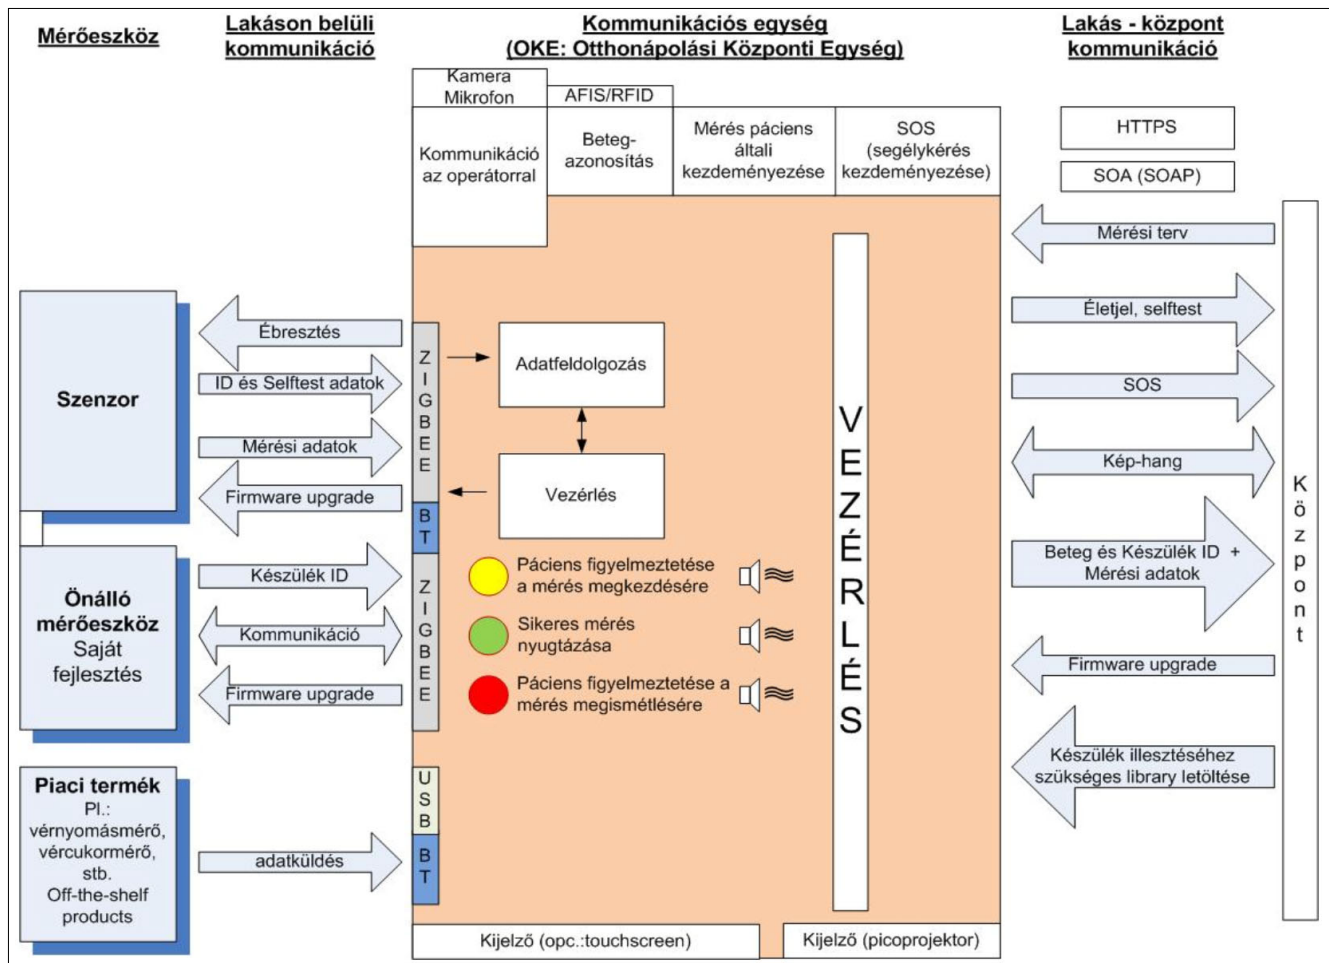 Mérőeszköz
Lakáson belüli
kommunikáció
Kommunikációs egység
(OKE: Otthonápolási Központi Egység)
Lakás - központ
kommunikáció
Kamera
Mikrofon
AFIS/RFID
Kommunikáció
az operátorral
Beteg-
azonosítás
Mérés páciens
általi
kezdeményezése
SOS
(segélykérés
kezdeményezése)
HTTPS
SOA (SOAP)
Szenzor
Ébresztés
ID és Selftest adatok
Mérési adatok
Firmware upgrade
ZIGBEE
BT
Adatfeldolgozás
Vezérlés
Önálló
mérőeszköz
Saját
fejlesztés
Készülék ID
Kommunikáció
Firmware upgrade
ZIGBEE
Páciens figyelmeztetése
a mérés megkezdésére
Sikeres mérés
nyugtázása
Páciens figyelmeztetése a
mérés megismétlésére
Piaci termék
Pl.:
vérnyomásmérő,
vércukormérő,
stb.
Off-the-shelf
products
adatküldés
USB
BT
VEZÉRLÉS
Kijelző (opc.:touchscreen)
Kijelző (picoprojektor)
Mérési terv
Életjel, selftest
SOS
Kép-hang
Beteg és Készülék ID +
Mérési adatok
Firmware upgrade
Készülék illesztéséhez
szükséges library letöltése
Központ